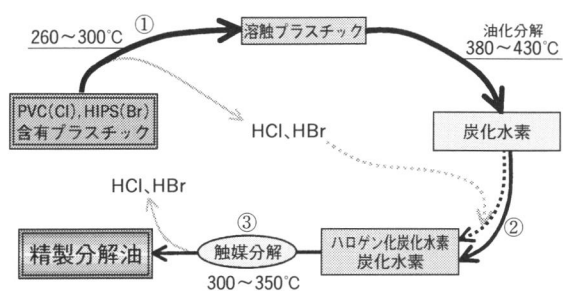 ①
260～300℃
溶触プラスチック
油化分解
380～430℃
PVC(Cl), HIPS(Br)
含有プラスチック
HCl、HBr
炭化水素
HCl、HBr
②
③
精製分解油
触媒分解
ハロゲン化炭化水素
炭化水素
300～350℃